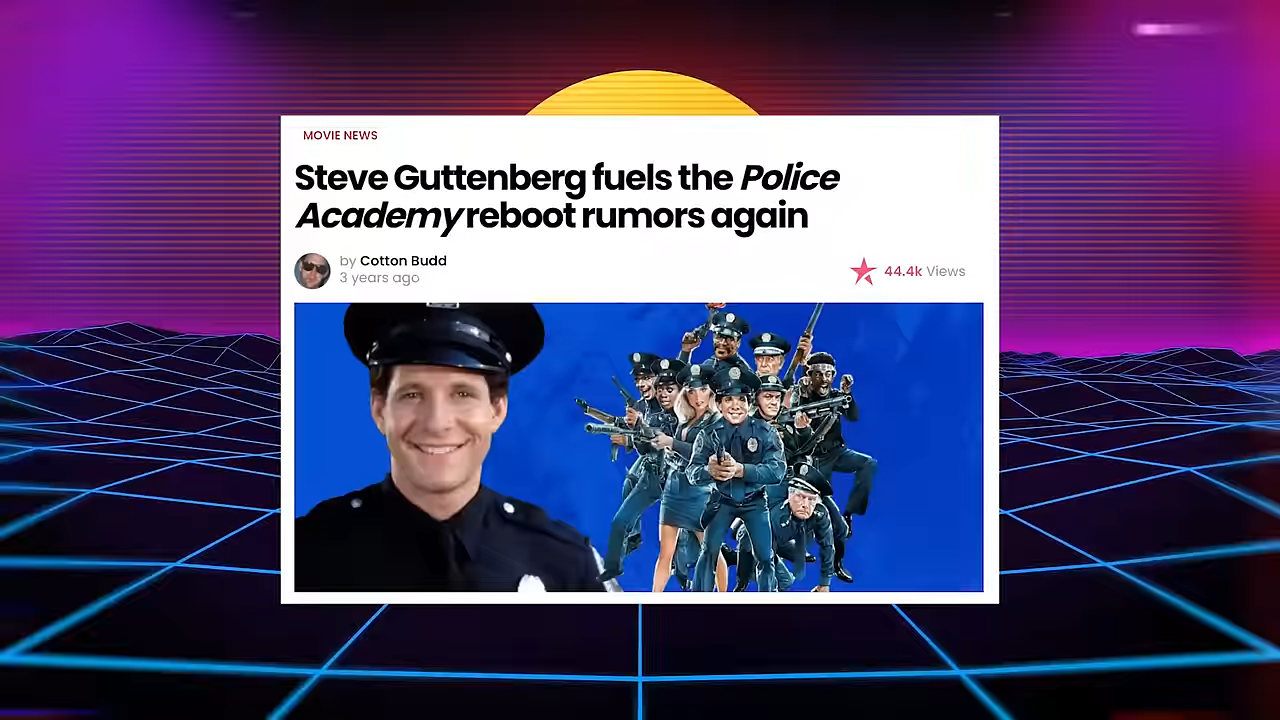 MOVIE NEWS
Steve Guttenberg fuels the Police
Academy reboot rumors again
by Cotton Budd
3 years ago
44.4k Views